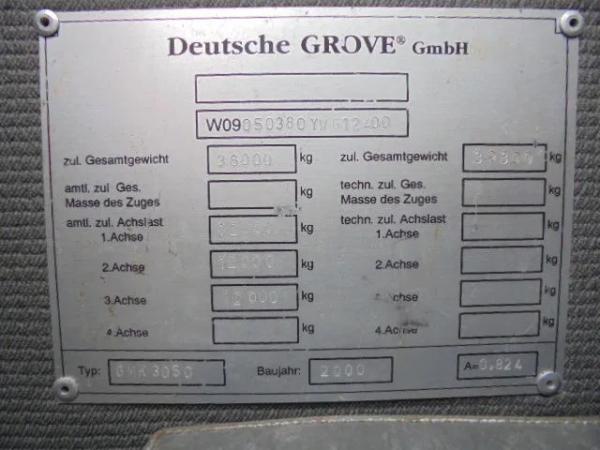 Deutsche GROVE® GmbH
zul. Gesamtgewicht 36000 kg zul. Gesamtgewicht kg
amtl. zul Ges. Masse des Zuges kg techn. zul. Ges. Masse des Zuges kg
amtl. zul. Achslast 1.Achse kg techn. zul. Achslast 1.Achse kg
2.Achse 12000 kg 2.Achse kg
3.Achse 12000 kg kg
4.Achse kg kg
Typ: GMK 3050 Baujahr: 2000 A=0.824